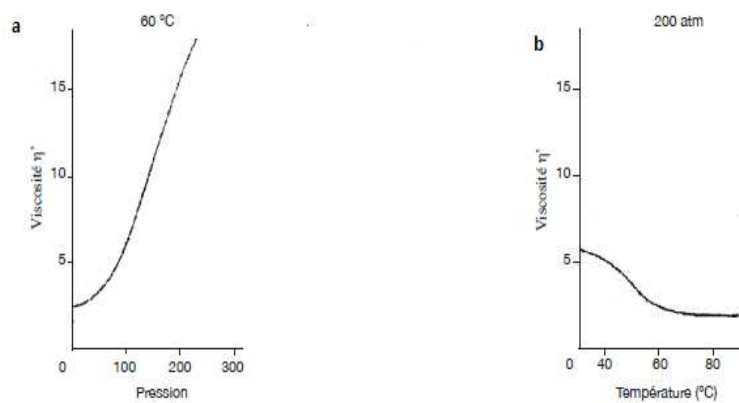 a
60 °C
Viscosité η*
15
10
5
0
100
200
300
Pression
b
200 atm
Viscosité η*
15
10
5
0
40
60
80
Température (°C)